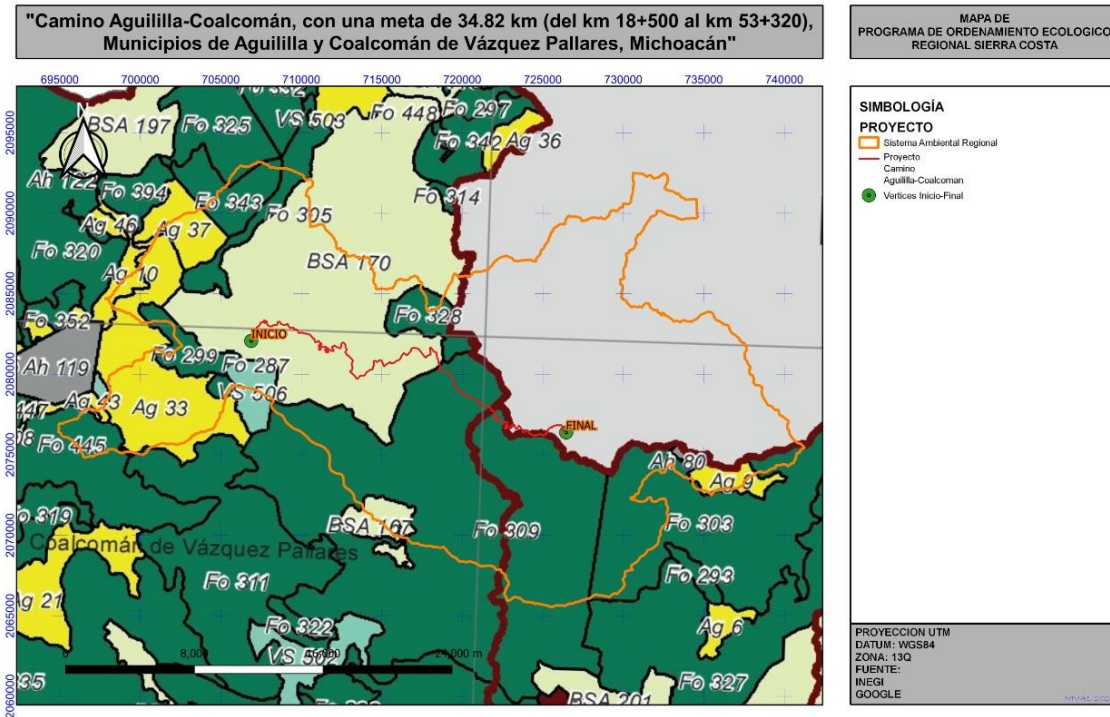 "Camino Aguililla-Coalcomán, con una meta de 34.82 km (del km 18+500 al km 53+320),
Municipios de Aguililla y Coalcomán de Vázquez Pallares, Michoacán"
MAPA DE
PROGRAMA DE ORDENAMIENTO ECOLOGICO
REGIONAL SIERRA COSTA
SIMBOLOGÍA
PROYECTO
Sistema Ambiental Regional
Proyecto
Camino
Aguililla-Coalcoman
Vertices Inicio-Final
695000 700000 705000 710000 715000 720000 725000 730000 735000 740000
2095000
2090000
2085000
2080000
2075000
2070000
2065000
2060000
N
BSA 197
Fo 325
VS 503
Fo 448
Fo 297
Fo 342
Ag 36
Ah 122
Fo 394
Fo 343
Fo 305
Fo 314
Ag 46
Ag 37
Fo 320
Ag 10
BSA 170
Fo 352
Fo 328
INICIO
Ah 119
Fo 299
Fo 287
VS 506
Ag 43
Ag 33
FINAL
Fo 445
Ah 80
Ag 9
Fo 319
BSA 167
Fo 309
Fo 303
Coalcomán de Vázquez Pallares
Fo 311
Fo 293
Ag 21
Fo 322
Ag 6
VS 502
0 8,000 16,000 24,000 m
Fo 327
BSA 201
PROYECCION UTM
DATUM: WGS84
ZONA: 13Q
FUENTE:
INEGI
GOOGLE